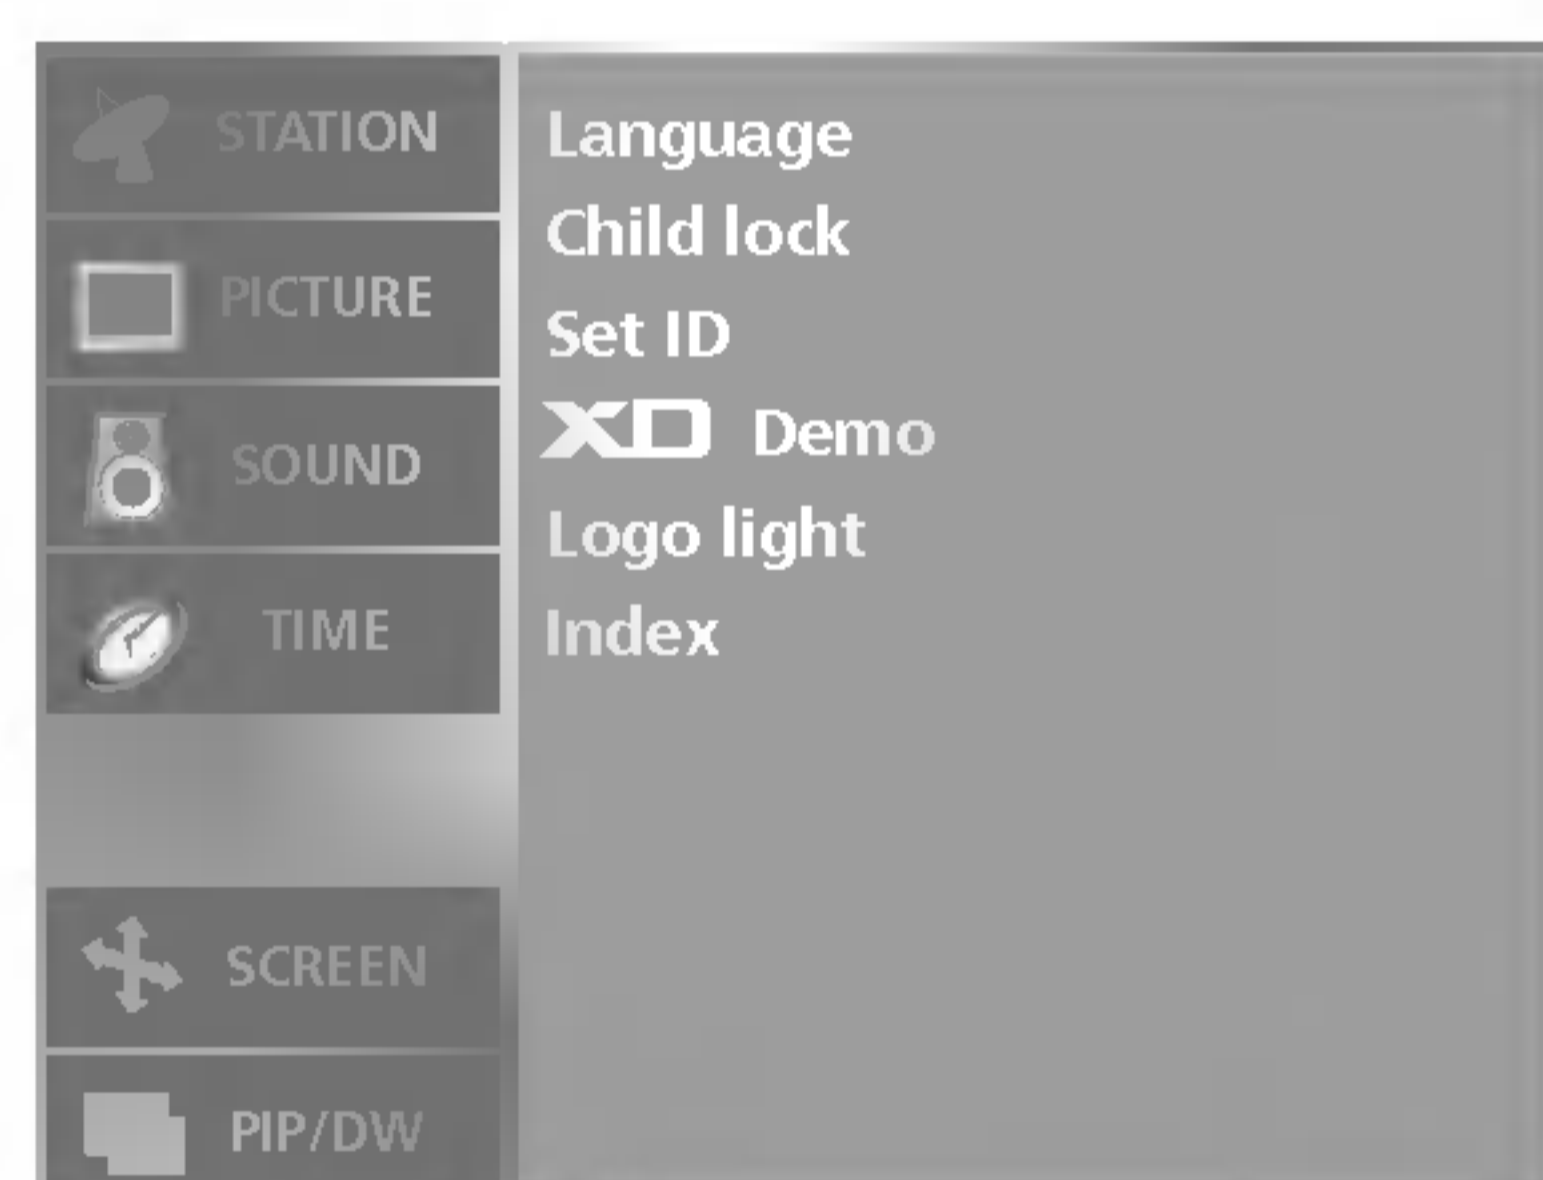 STATION
PICTURE
SOUND
TIME
SCREEN
PIP/DW
Language
Child lock
Set ID
XD Demo
Logo light
Index